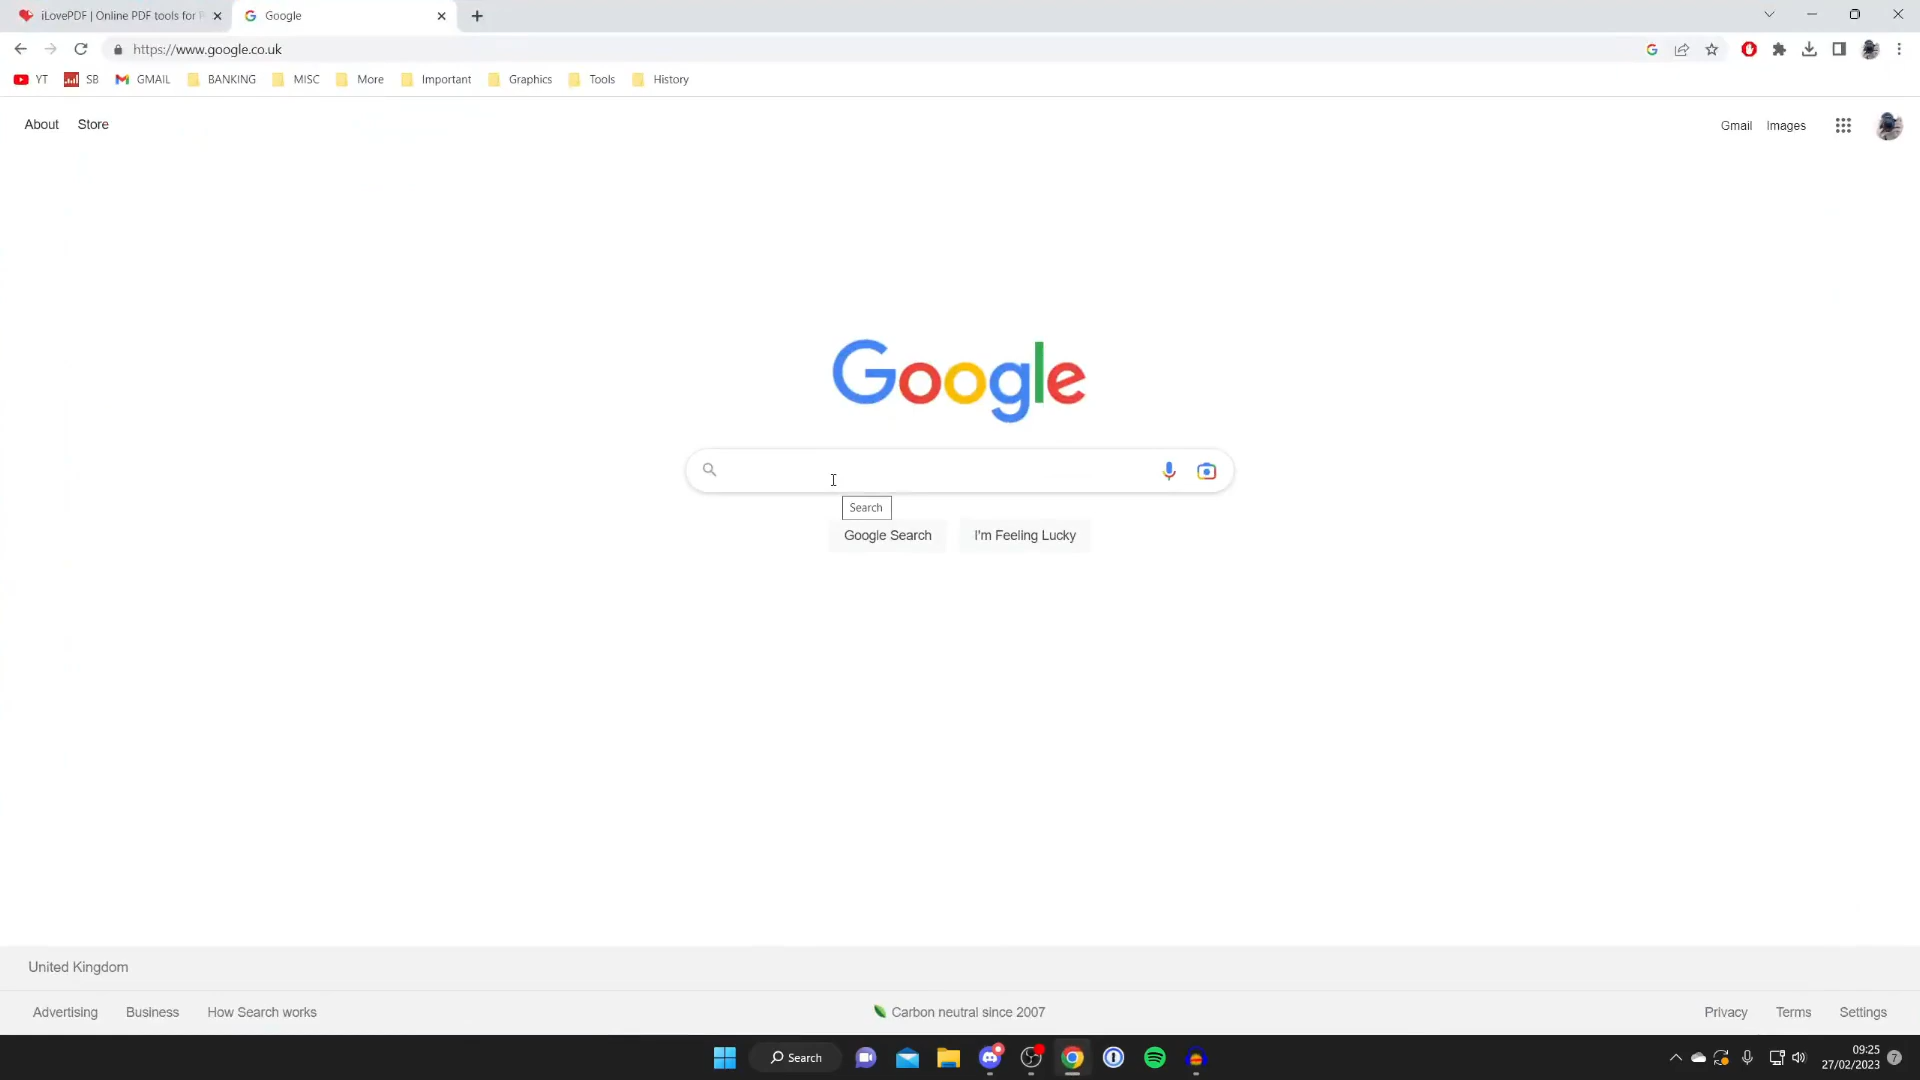 iLovePDF | Online PDF tools for
Google
https://www.google.co.uk
YT
SB
GMAIL
BANKING
MISC
More
Important
Graphics
Tools
History
About
Store
Gmail
Images
Google
Search
Google Search
I'm Feeling Lucky
United Kingdom
Advertising
Business
How Search works
Carbon neutral since 2007
Privacy
Terms
Settings
Search
09:25
27/02/2023
7